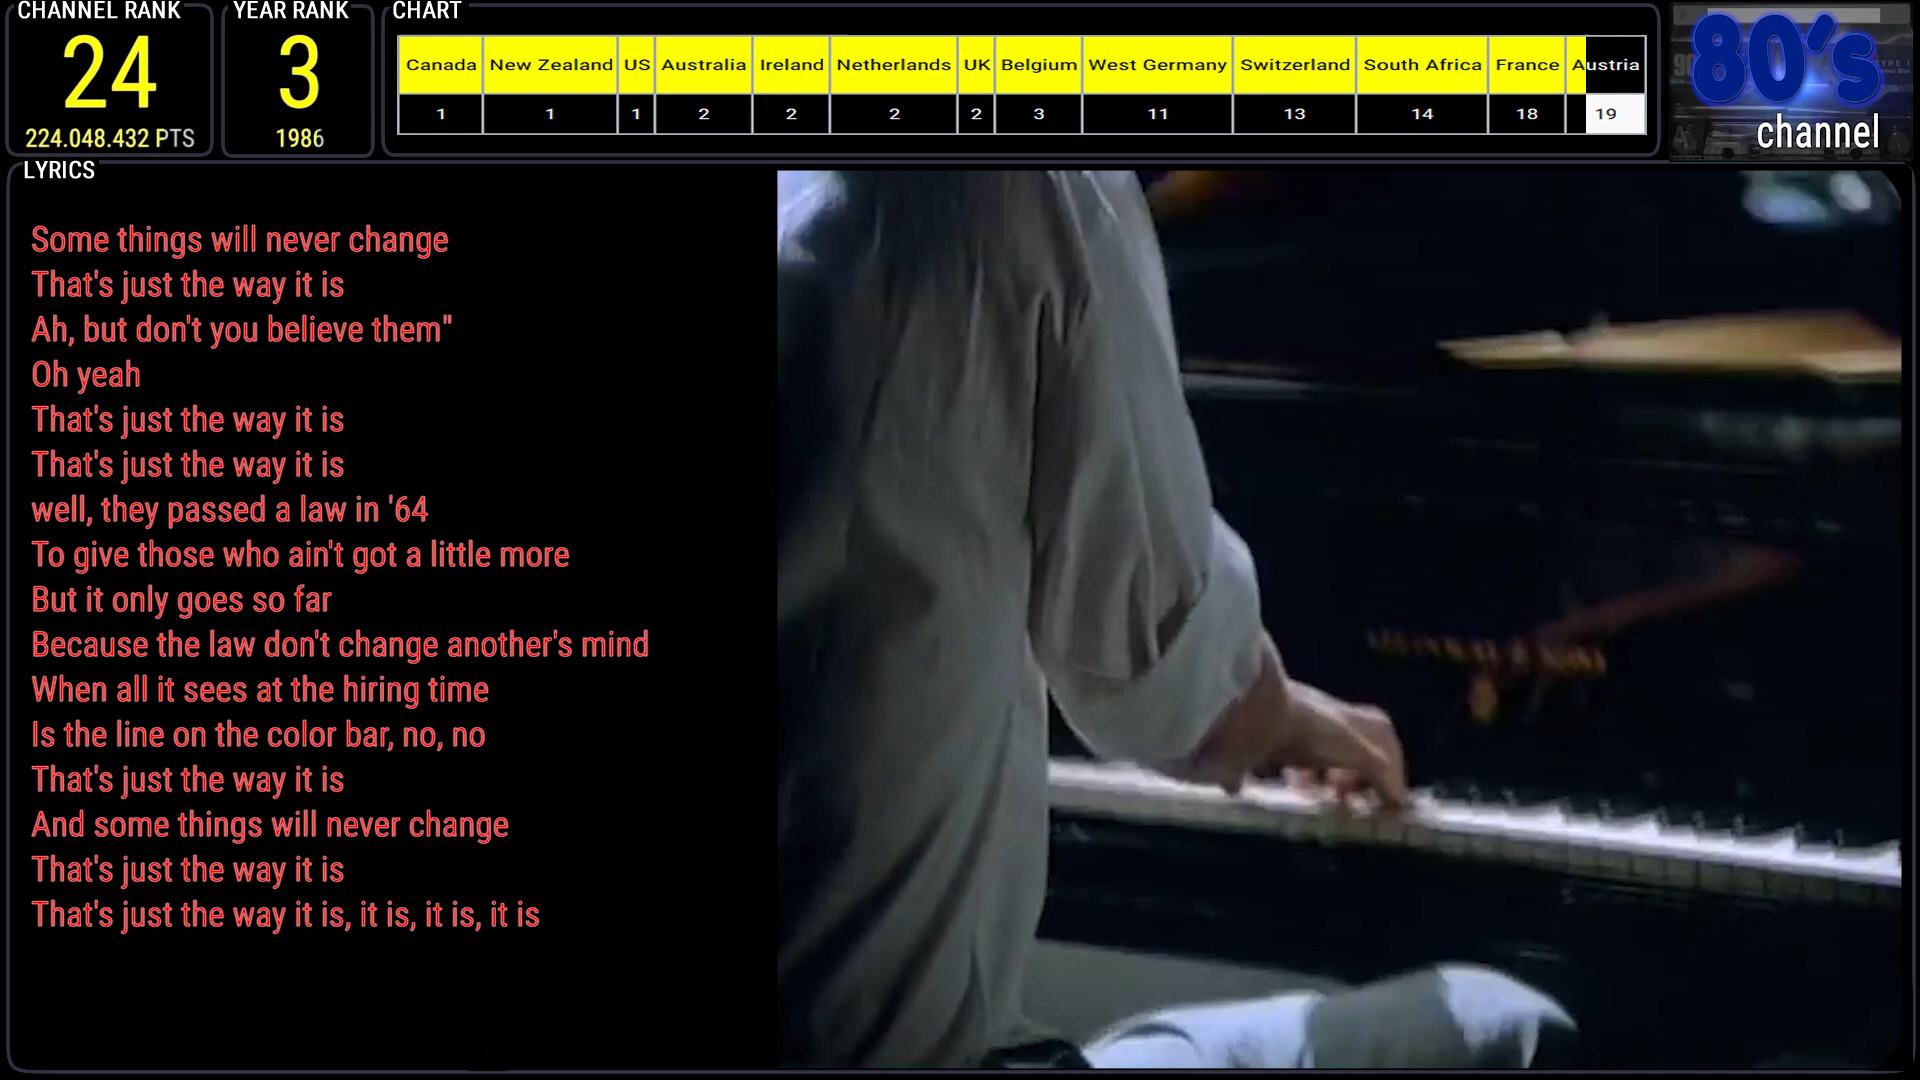 CHANNEL RANK
24
224.048.432 PTS
YEAR RANK
3
1986
CHART
Canada New Zealand US Australia Ireland Netherlands UK Belgium West Germany Switzerland South Africa France Austria
1 1 1 2 2 2 2 3 11 13 14 18 19
80's
channel
LYRICS
Some things will never change
That's just the way it is
Ah, but don't you believe them"
Oh yeah
That's just the way it is
That's just the way it is
well, they passed a law in '64
To give those who ain't got a little more
But it only goes so far
Because the law don't change another's mind
When all it sees at the hiring time
Is the line on the color bar, no, no
That's just the way it is
And some things will never change
That's just the way it is
That's just the way it is, it is, it is, it is